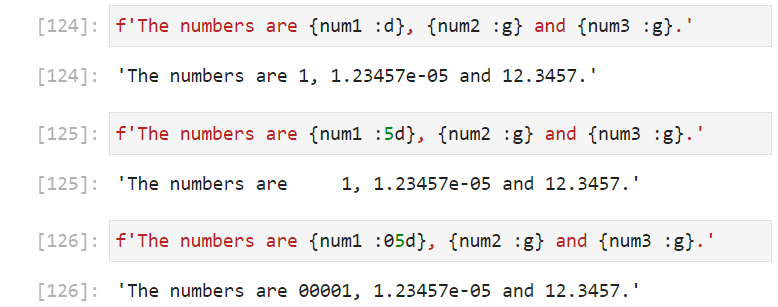 [124]: f'The numbers are {num1 :d}, {num2 :g} and {num3 :g}.'
[124]: 'The numbers are 1, 1.23457e-05 and 12.3457.'
[125]: f'The numbers are {num1 :5d}, {num2 :g} and {num3 :g}.'
[125]: 'The numbers are     1, 1.23457e-05 and 12.3457.'
[126]: f'The numbers are {num1 :05d}, {num2 :g} and {num3 :g}.'
[126]: 'The numbers are 00001, 1.23457e-05 and 12.3457.'